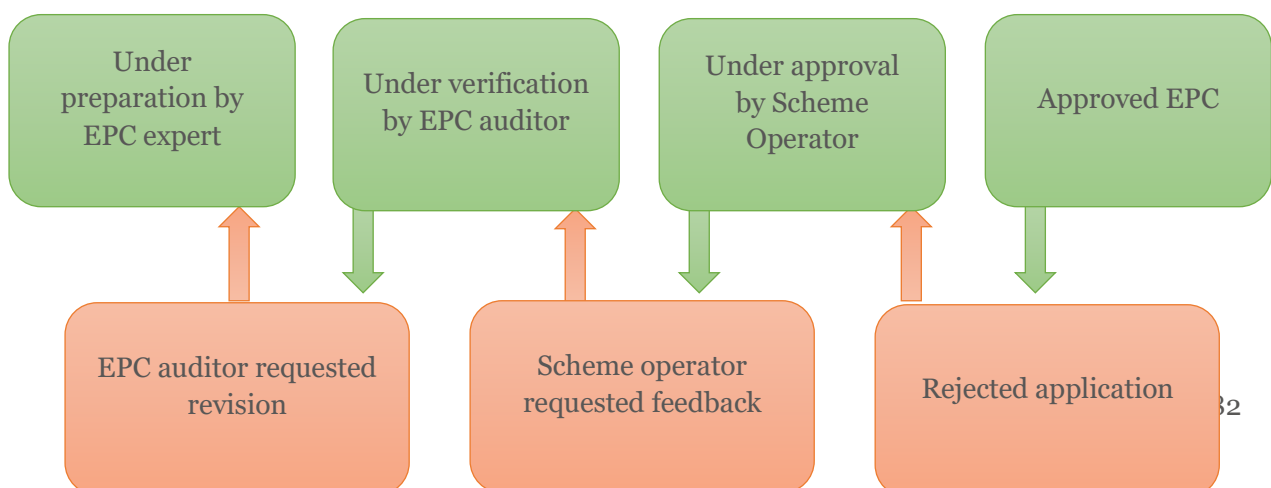 Under
preparation by
EPC expert
Under verification
by EPC auditor
Under approval
by Scheme
Operator
Approved EPC
EPC auditor requested
revision
Scheme operator
requested feedback
Rejected application